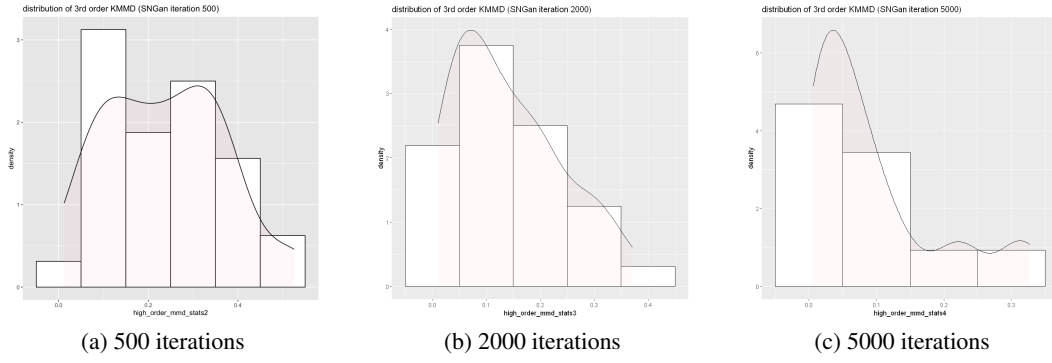 distribution of 3rd order KMMD (SNGan iteration 500)
3
2
1
0
density
0.0 0.2 0.4
high_order_mmd_stats2
(a) 500 iterations
distribution of 3rd order KMMD (SNGan iteration 2000)
4
3
2
1
0
density
0.0 0.1 0.2 0.3 0.4
high_order_mmd_stats3
(b) 2000 iterations
distribution of 3rd order KMMD (SNGan iteration 5000)
6
4
2
0
density
0.0 0.1 0.2 0.3
high_order_mmd_stats4
(c) 5000 iterations